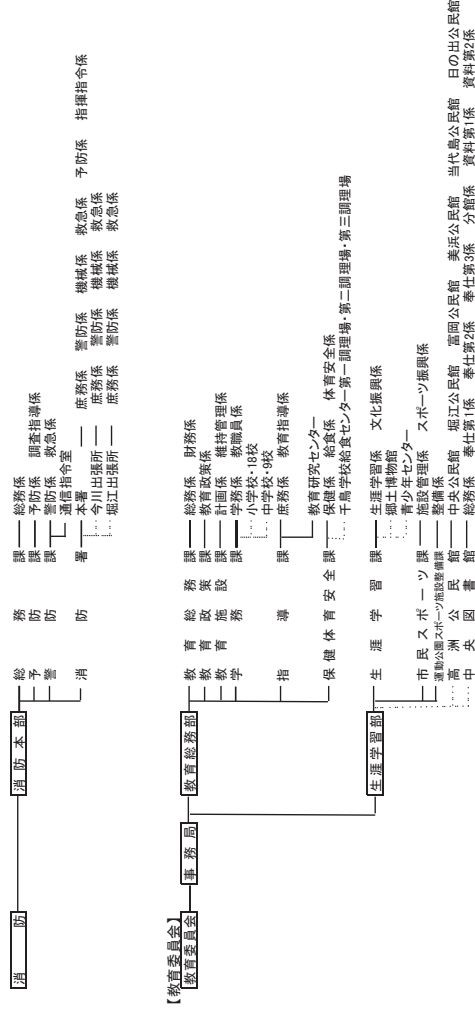 消防 消防本部 総務課 総務係
予防課 予防係 調査指導係
警防課 警防係 救急係
通信指令室
消防署 本署 庶務係 警防係 機械係 救急係 予防係 指揮指令係
今川出張所 庶務係 警防係 機械係 救急係
堀江出張所 庶務係 警防係 機械係 救急係
【教育委員会】
教育委員会 事務局 教育総務部 教育総務課 総務係 財務係
教育政策課 教育政策係
教育施設課 計画係 維持管理係
学務課 学務係 教職員係
小学校・18校
中学校・9校
指導課 庶務係 教育指導係
教育研究センター
保健体育安全課 保健係 給食係 体育安全係
千鳥学校給食センター第一調理場・第二調理場・第三調理場
生涯学習部 生涯学習課 生涯学習係 文化振興係
郷土博物館
青少年センター
市民スポーツ課 施設管理係 スポーツ振興係
運動公園スポーツ施設整備課 整備係
高洲公民館 中央公民館 堀江公民館 富岡公民館 美浜公民館 当代島公民館 日の出公民館
中央図書館 総務係 奉仕第1係 奉仕第2係 奉仕第3係 分館係 資料第1係 資料第2係